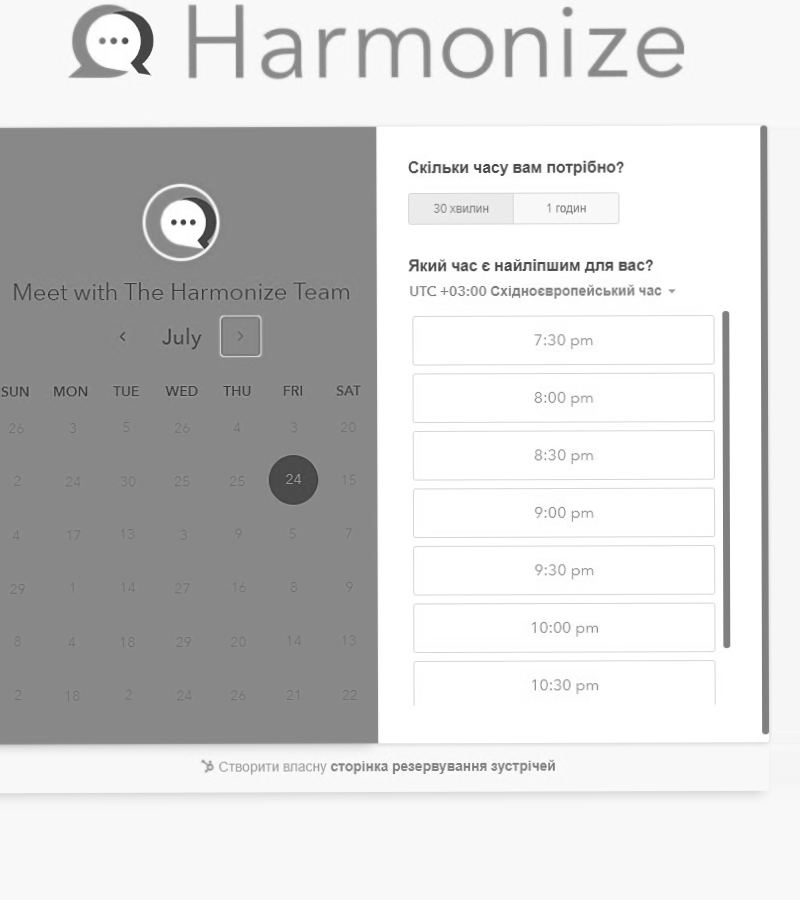 Harmonize
Meet with The Harmonize Team
July
SUN MON TUE WED THU FRI SAT
26 3 5 26 4 3 20
2 24 30 25 25 24 15
4 17 13 3 9 5 7
29 1 14 27 16 8 9
8 4 18 29 20 14 13
2 18 2 24 26 21 22
Скільки часу вам потрібно?
30 хвилин 1 годин
Який час є найліпшим для вас?
UTC +03:00 Східноєвропейський час
7:30 pm
8:00 pm
8:30 pm
9:00 pm
9:30 pm
10:00 pm
10:30 pm
Створити власну сторінка резервування зустрічей